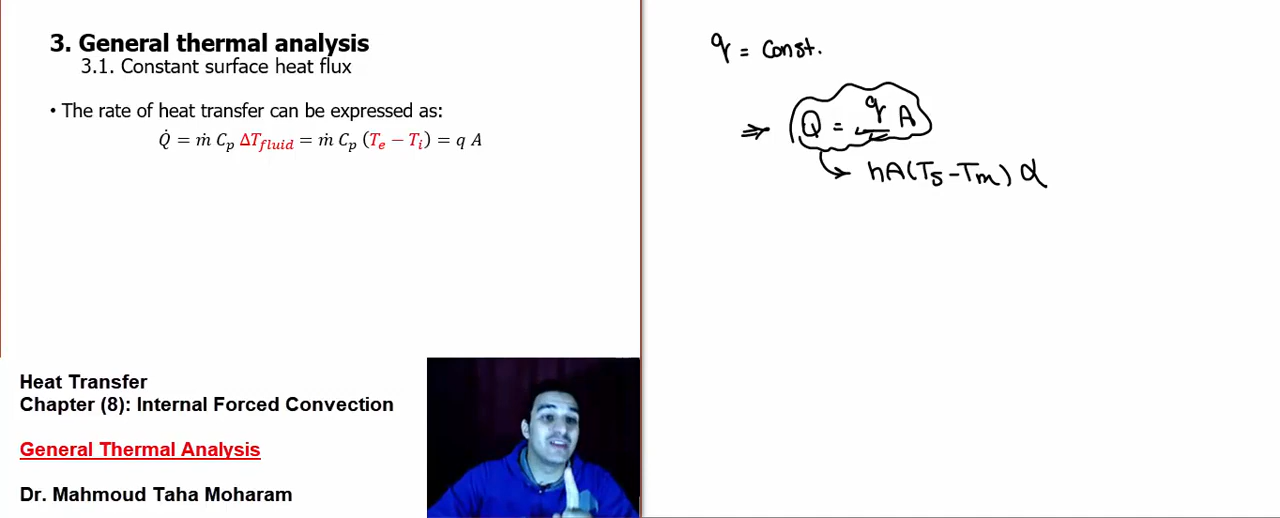 3. General thermal analysis
3.1. Constant surface heat flux
• The rate of heat transfer can be expressed as:
Q̇ = ṁ Cₚ ΔT_fluid = ṁ Cₚ (Tₑ − Tᵢ) = q A
Heat Transfer
Chapter (8): Internal Forced Convection
General Thermal Analysis
Dr. Mahmoud Taha Moharam
q = Const.
⇒ Q = q A
↳ hA(Ts - Tm)